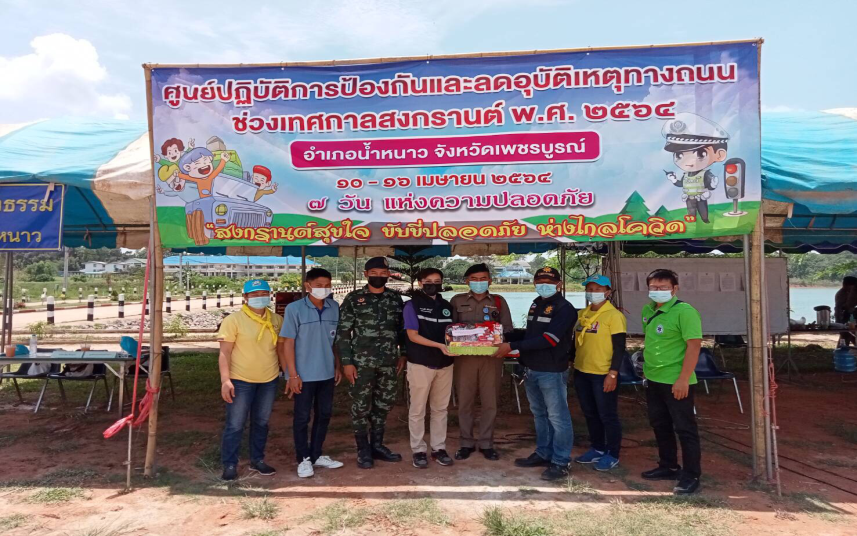 ศูนย์ปฏิบัติการป้องกันและลดอุบัติเหตุทางถนน
ช่วงเทศกาลสงกรานต์ พ.ศ. ๒๕๖๔
อำเภอน้ำหนาว จังหวัดเพชรบูรณ์
๑๐ - ๑๖ เมษายน ๒๕๖๔
๗ วัน แห่งความปลอดภัย
"สงกรานต์สุขใจ ขับขี่ปลอดภัย ห่างไกลโควิด"
หนาว